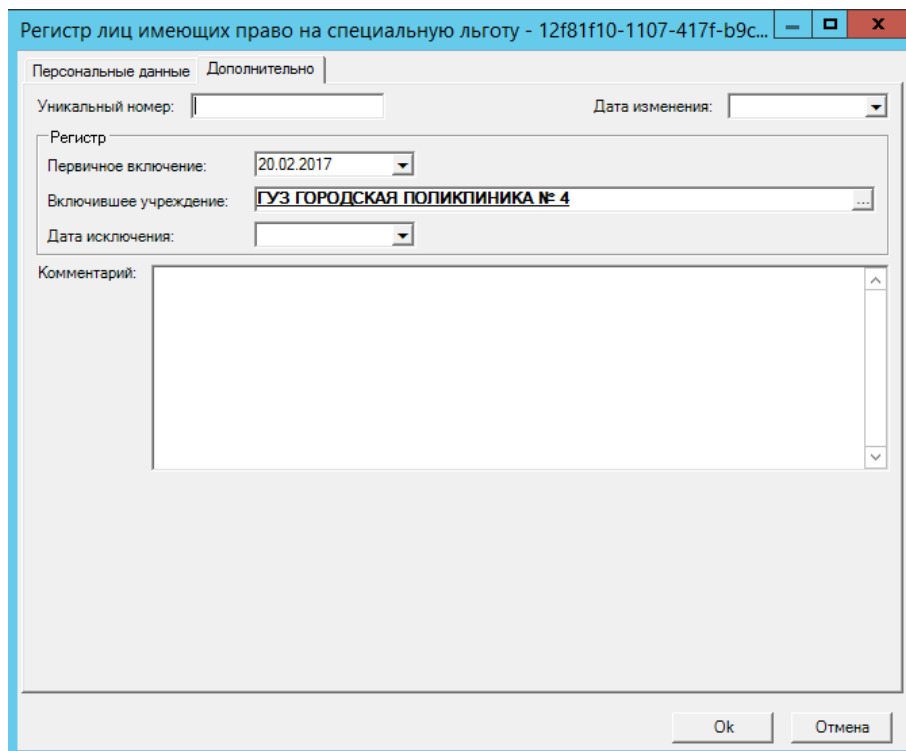 Регистр лиц имеющих право на специальную льготу - 12f81f10-1107-417f-b9c...
Персональные данные Дополнительно
Уникальный номер: Дата изменения:
Регистр
Первичное включение: 20.02.2017
Включившее учреждение: ГУЗ ГОРОДСКАЯ ПОЛИКЛИНИКА № 4 ...
Дата исключения:
Комментарий:
Ok Отмена